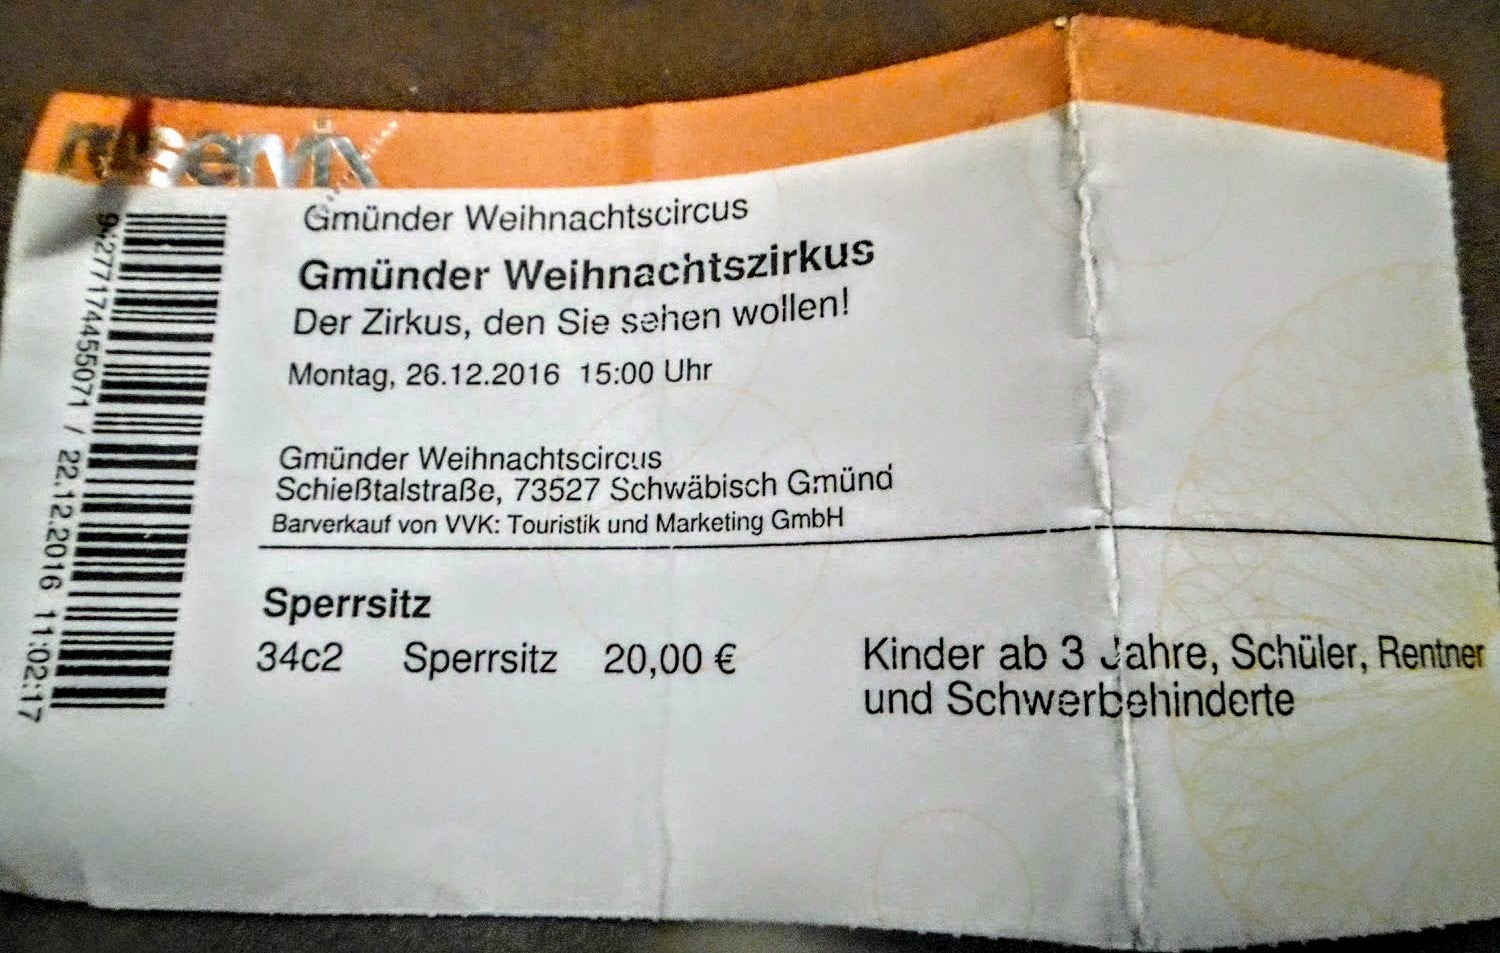 reservix
Gmünder Weihnachtscircus
Gmünder Weihnachtszirkus
Der Zirkus, den Sie sehen wollen!
Montag, 26.12.2016 15:00 Uhr
Gmünder Weihnachtscircus
Schießtalstraße, 73527 Schwäbisch Gmünd
Barverkauf von VVK: Touristik und Marketing GmbH
Sperrsitz
34c2 Sperrsitz 20,00 € Kinder ab 3 Jahre, Schüler, Rentner
und Schwerbehinderte
/ 22.12.2016 11:02:17